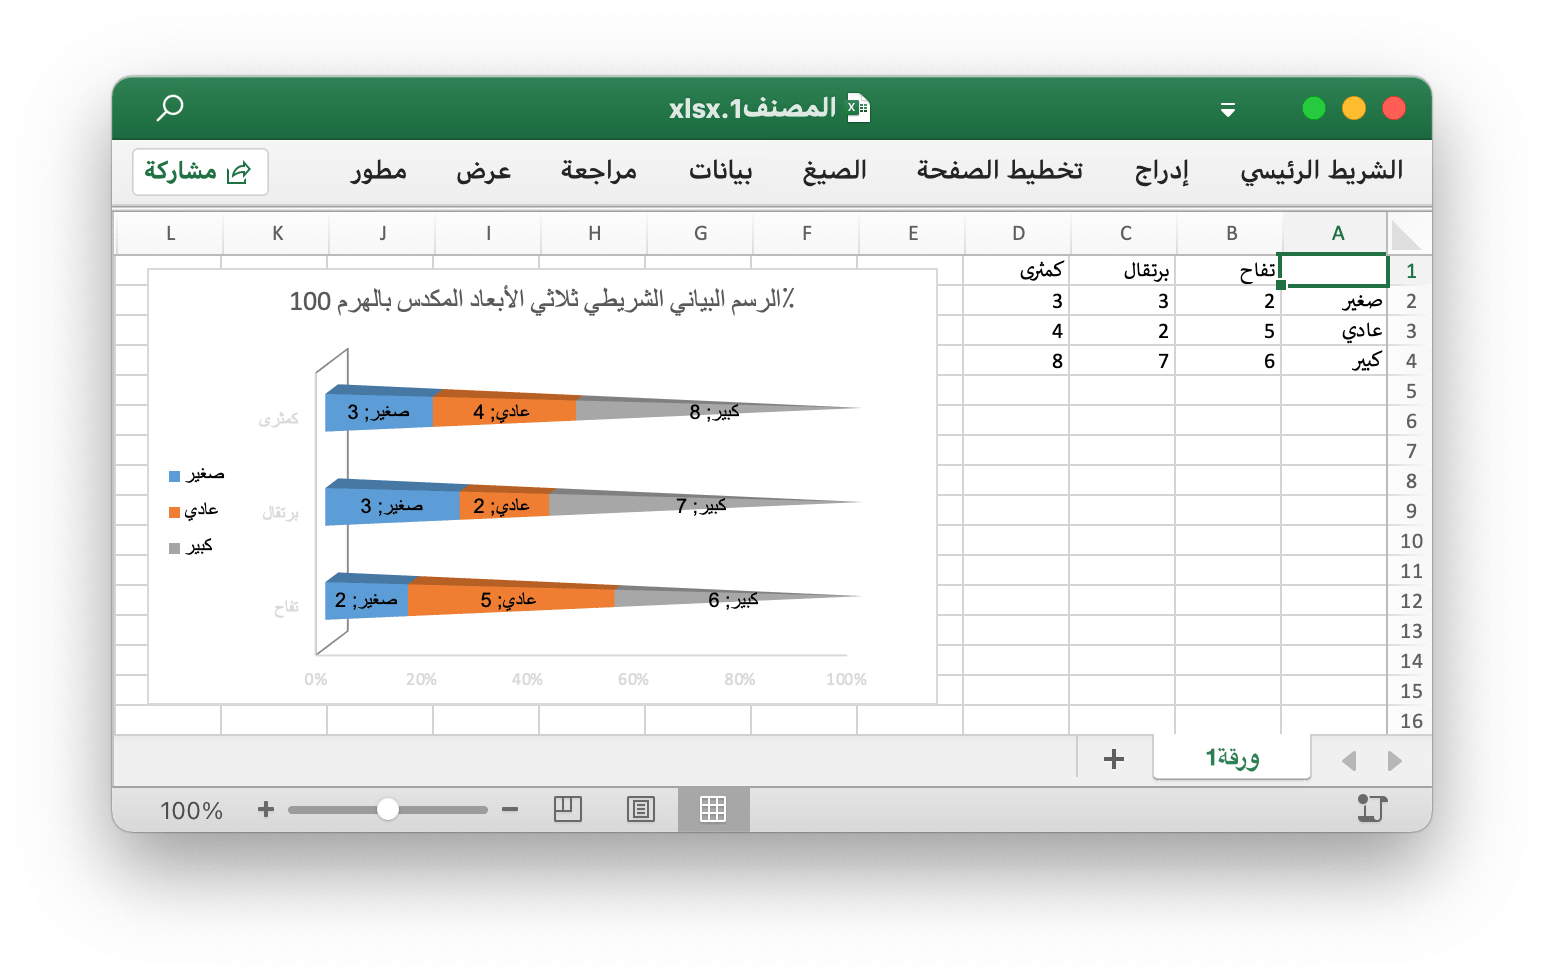 المصنف1.xlsx
الشريط الرئيسي إدراج تخطيط الصفحة الصيغ بيانات مراجعة عرض مطور مشاركة
A B C D E F G H I J K L
1 تفاح برتقال كمثرى
2 صغير 2 3 3
3 عادي 5 2 4
4 كبير 6 7 8
5
6
7
8
9
10
11
12
13
14
15
16
الرسم البياني الشريطي ثلاثي الأبعاد المكدس بالهرم 100٪
كمثرى
صغير; 3 عادي; 4 كبير; 8
برتقال
صغير; 3 عادي; 2 كبير; 7
تفاح
صغير; 2 عادي; 5 كبير; 6
صغير
عادي
كبير
0% 20% 40% 60% 80% 100%
ورقة1
100%